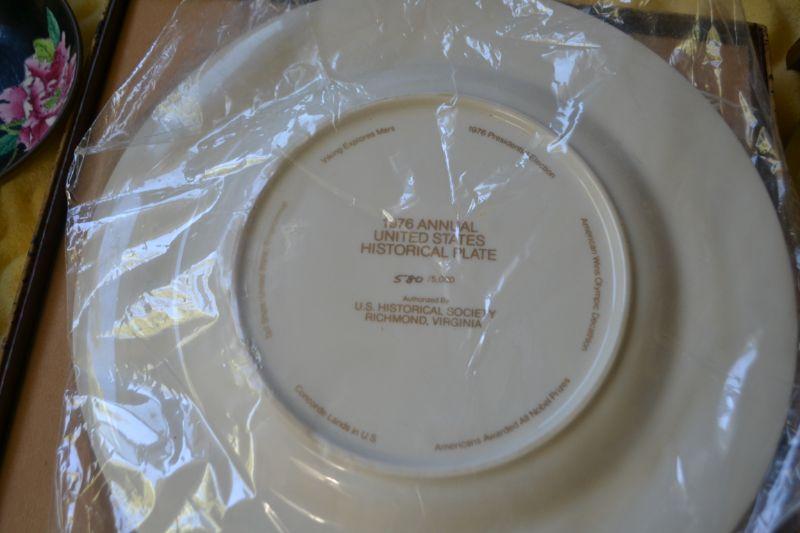 Viking Explores Mars
1976 Presidential Election
American Wins Olympic Decathlon
Americans Awarded All Nobel Prizes
Concorde Lands in U.S.
1976 ANNUAL
UNITED STATES
HISTORICAL PLATE
580 /5,000
Authorized By
U.S. HISTORICAL SOCIETY
RICHMOND, VIRGINIA